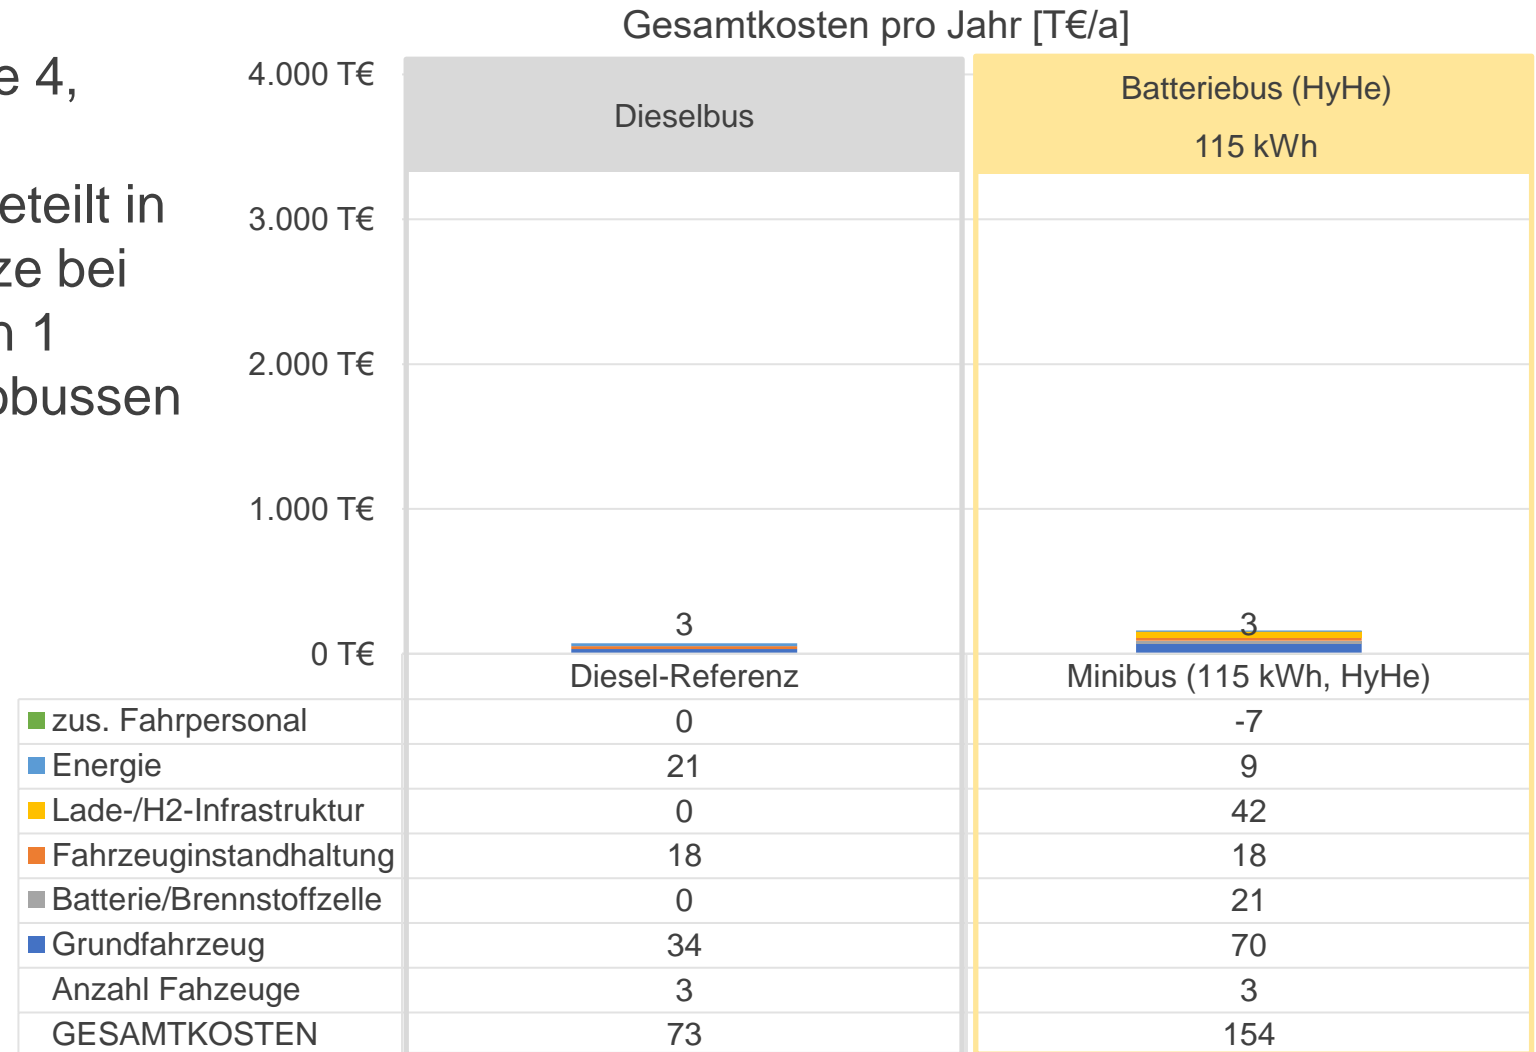 Gesamtkosten pro Jahr [T€/a]
e 4,
eteilt in
ze bei
n 1
obussen
4.000 T€
3.000 T€
2.000 T€
1.000 T€
0 T€
Dieselbus
Batteriebus (HyHe)
115 kWh
3
3
Diesel-Referenz
Minibus (115 kWh, HyHe)
zus. Fahrpersonal 0 -7
Energie 21 9
Lade-/H2-Infrastruktur 0 42
Fahrzeuginstandhaltung 18 18
Batterie/Brennstoffzelle 0 21
Grundfahrzeug 34 70
Anzahl Fahzeuge 3 3
GESAMTKOSTEN 73 154